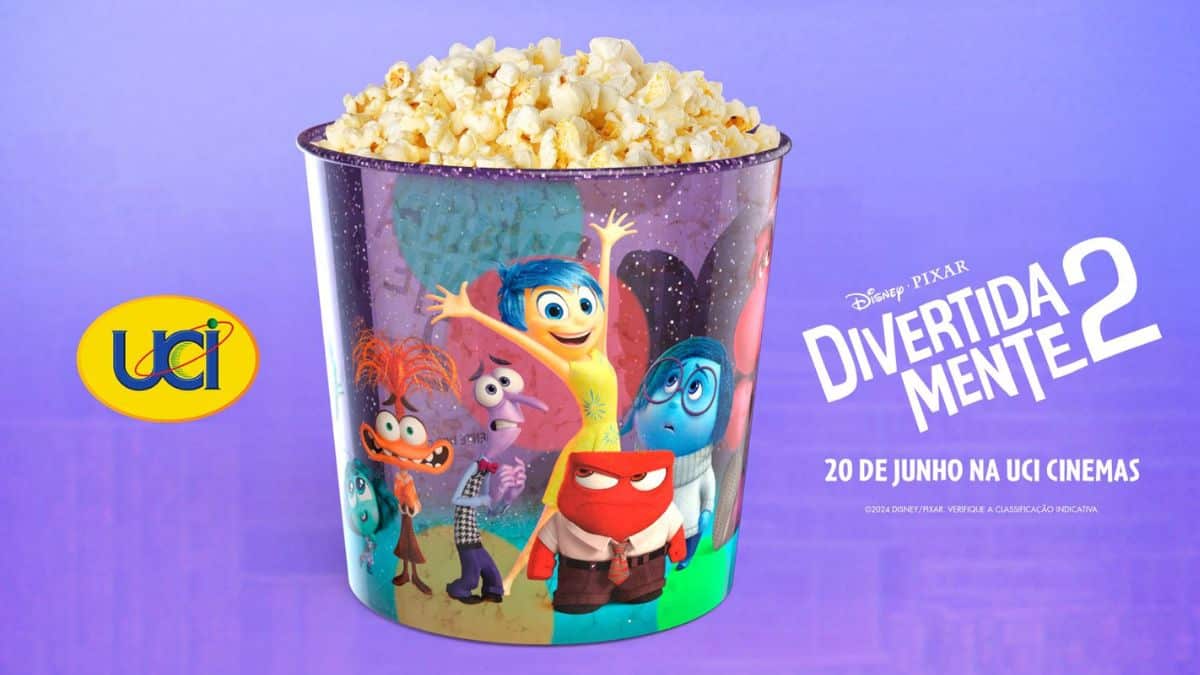 uci
DISNEY · PIXAR
DIVERTIDA
MENTE 2
20 DE JUNHO NA UCI CINEMAS
©2024 DISNEY/PIXAR. VERIFIQUE A CLASSIFICAÇÃO INDICATIVA.